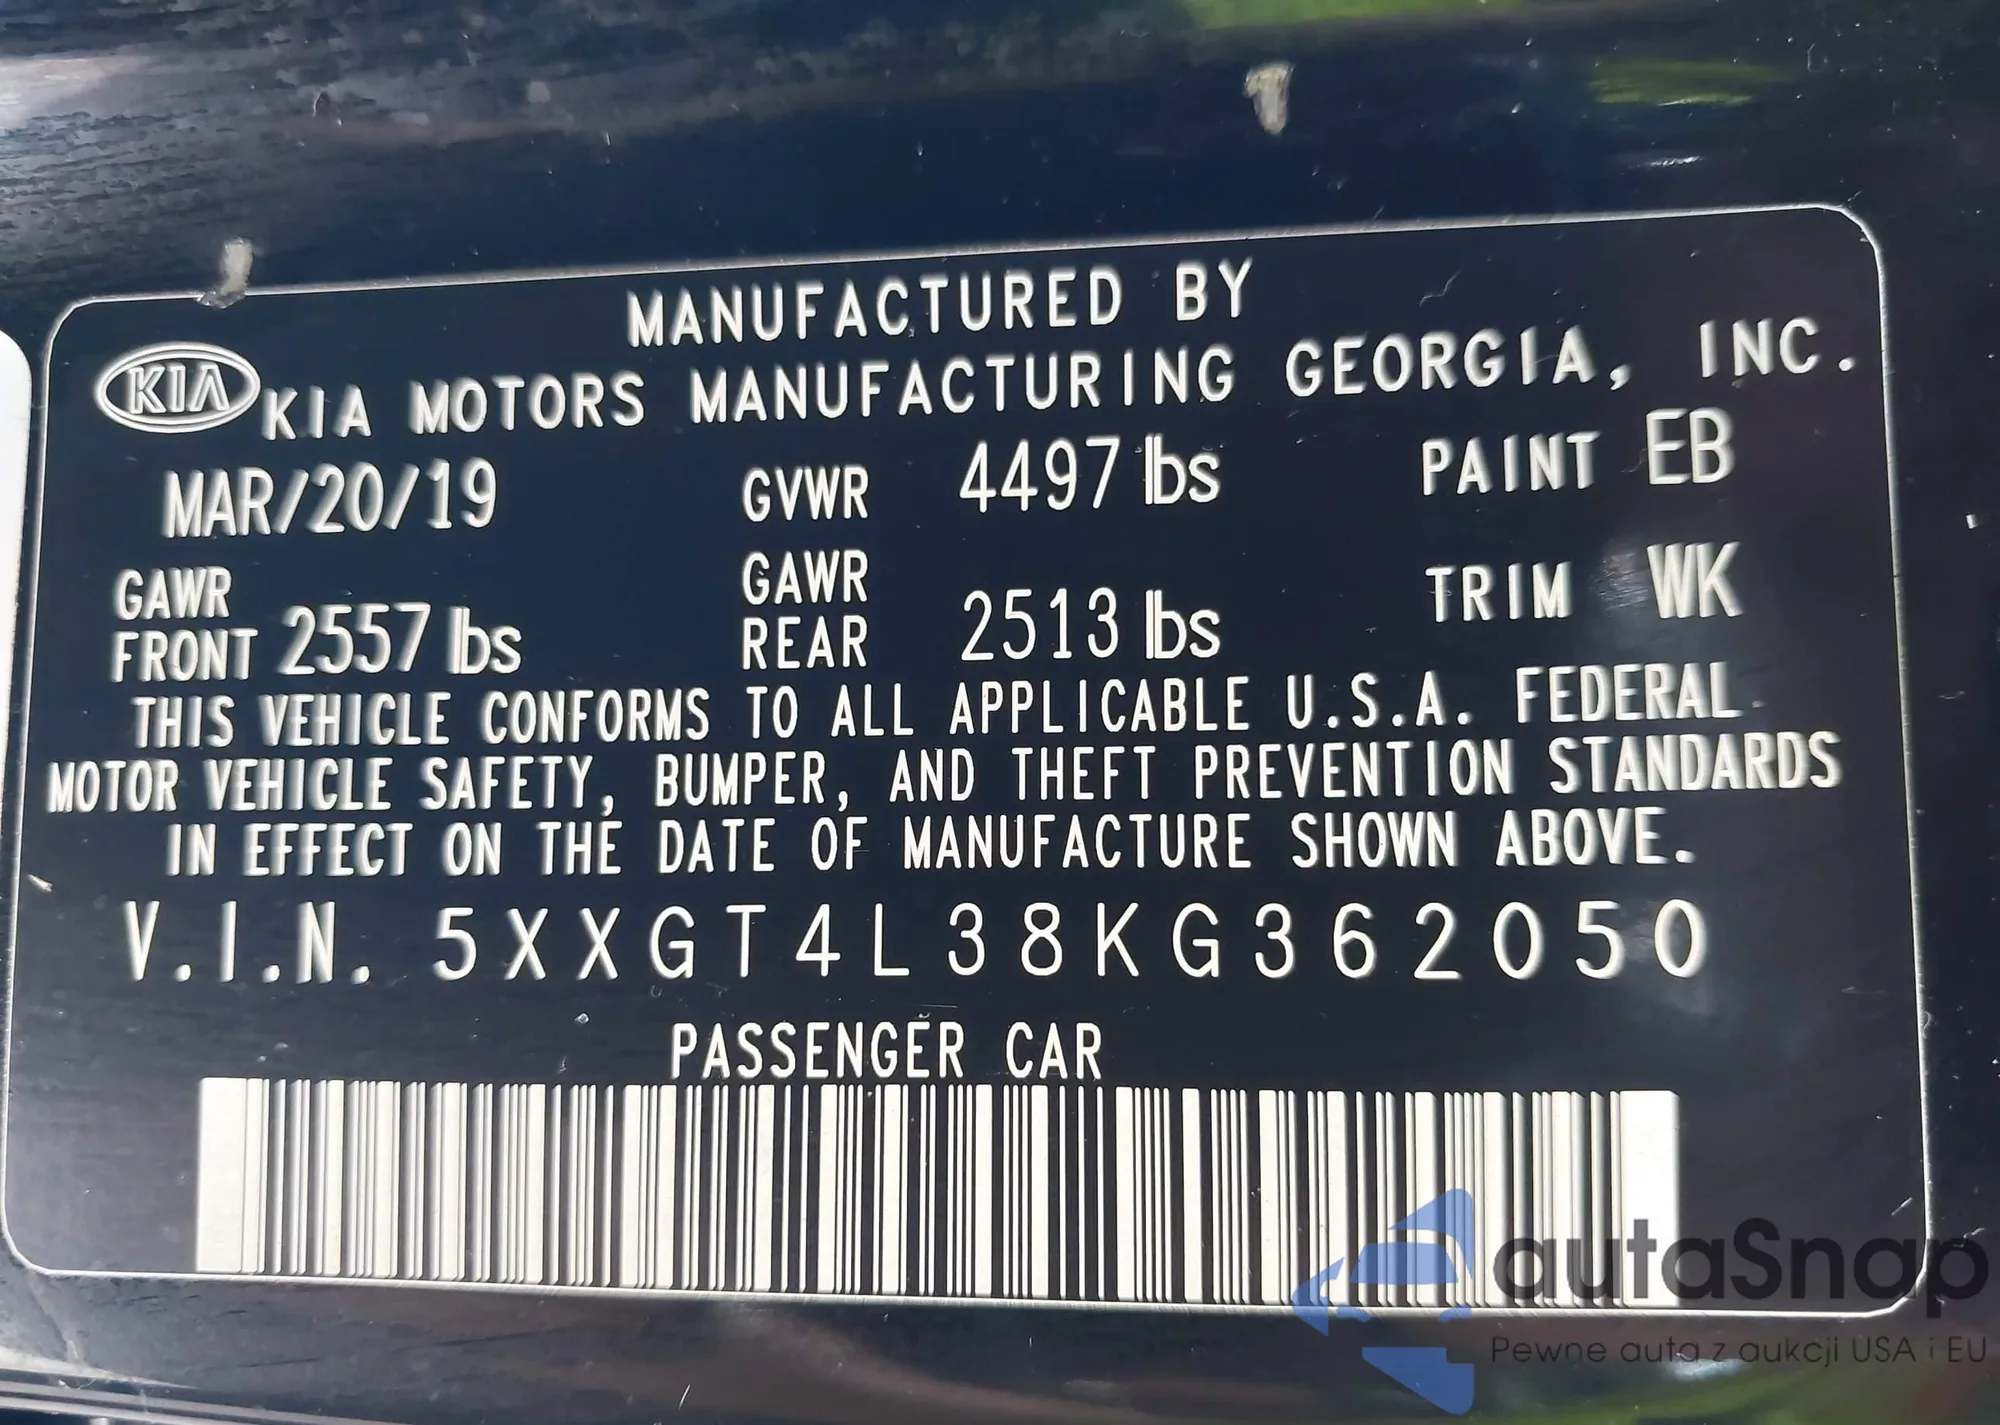 MANUFACTURED BY
KIA KIA MOTORS MANUFACTURING GEORGIA, INC.
MAR/20/19 GVWR 4497 lbs PAINT EB
GAWR FRONT 2557 lbs GAWR REAR 2513 lbs TRIM WK
THIS VEHICLE CONFORMS TO ALL APPLICABLE U.S.A. FEDERAL
MOTOR VEHICLE SAFETY, BUMPER, AND THEFT PREVENTION STANDARDS
IN EFFECT ON THE DATE OF MANUFACTURE SHOWN ABOVE.
V.I.N. 5XXGT4L38KG362050
PASSENGER CAR
autaSnap
Pewne auta z aukcji USA i EU